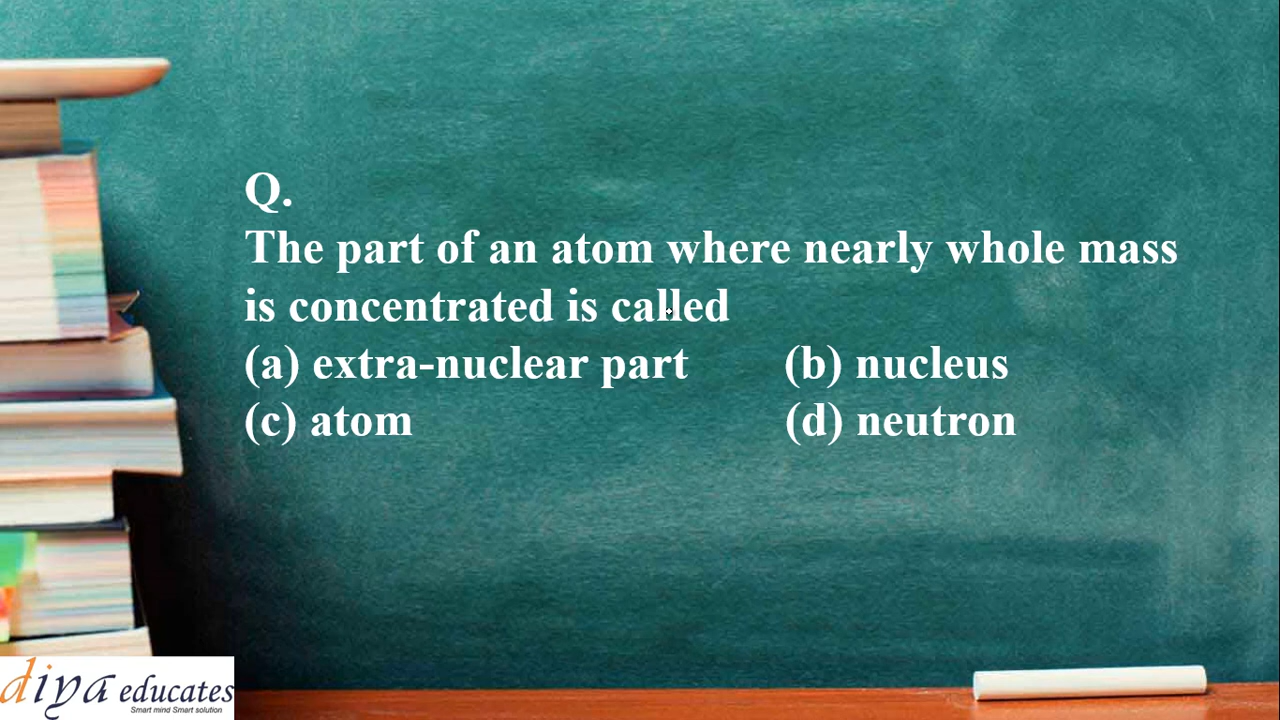 Q.
The part of an atom where nearly whole mass
is concentrated is called
(a) extra-nuclear part (b) nucleus
(c) atom (d) neutron
diya educates
Smart mind Smart solution